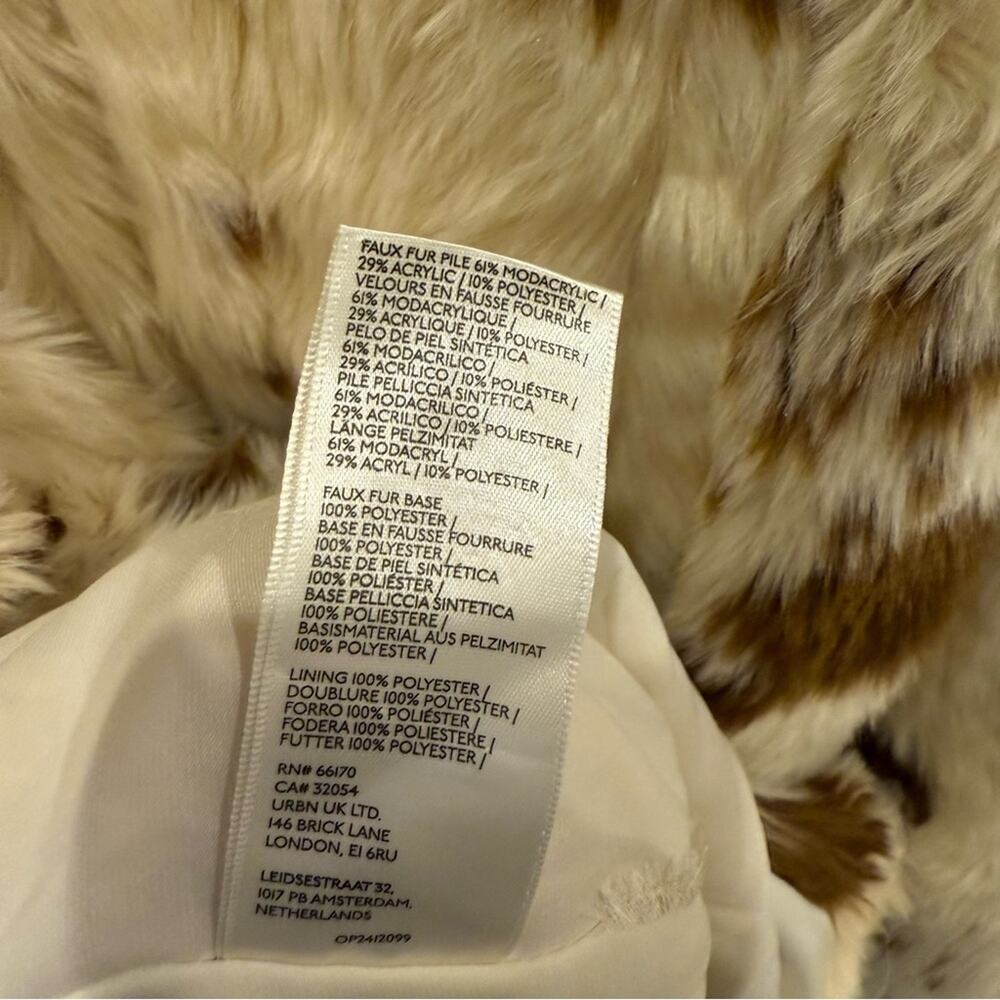 FAUX FUR PILE 61% MODACRYLIC /
29% ACRYLIC / 10% POLYESTER /
VELOURS EN FAUSSE FOURRURE
61% MODACRYLIQUE /
29% ACRYLIQUE / 10% POLYESTER /
PELO DE PIEL SINTÉTICA
61% MODACRILICO /
29% ACRÍLICO / 10% POLIÉSTER /
PILE PELLICCIA SINTETICA
61% MODACRILICO /
29% ACRILICO / 10% POLIESTERE /
LÄNGE PELZIMITAT
61% MODACRYL /
29% ACRYL / 10% POLYESTER /
FAUX FUR BASE
100% POLYESTER /
BASE EN FAUSSE FOURRURE
100% POLYESTER /
BASE DE PIEL SINTÉTICA
100% POLIÉSTER /
BASE PELLICCIA SINTETICA
100% POLIESTERE /
BASISMATERIAL AUS PELZIMITAT
100% POLYESTER /
LINING 100% POLYESTER /
DOUBLURE 100% POLYESTER /
FORRO 100% POLIÉSTER /
FODERA 100% POLIESTERE /
FUTTER 100% POLYESTER /
RN# 66170
CA# 32054
URBN UK LTD.
146 BRICK LANE
LONDON, E1 6RU
LEIDSESTRAAT 32,
1017 PB AMSTERDAM,
NETHERLANDS
OP2412099